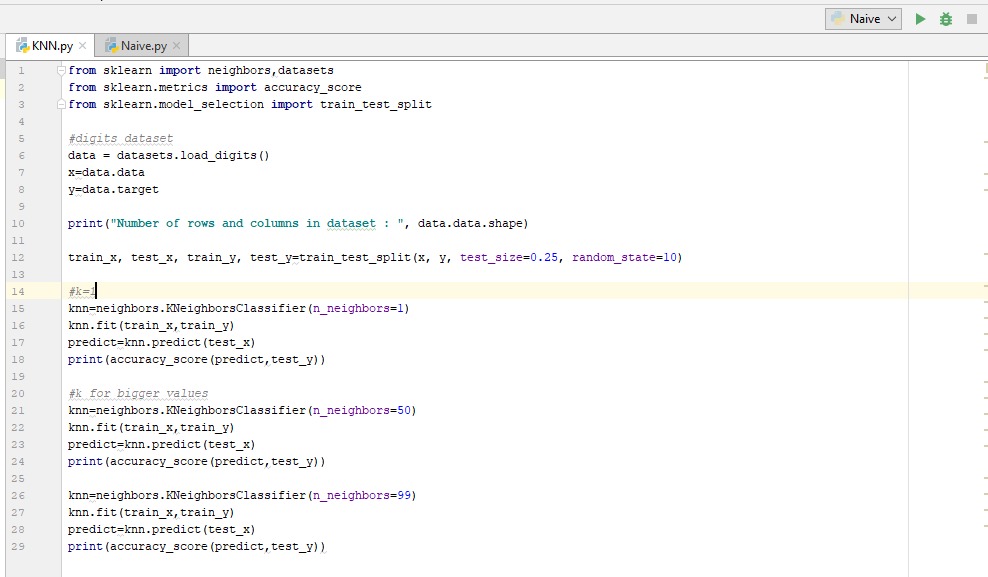 Naive
KNN.py Naive.py
1 from sklearn import neighbors,datasets
2 from sklearn.metrics import accuracy_score
3 from sklearn.model_selection import train_test_split
4
5 #digits dataset
6 data = datasets.load_digits()
7 x=data.data
8 y=data.target
9
10 print("Number of rows and columns in dataset : ", data.data.shape)
11
12 train_x, test_x, train_y, test_y=train_test_split(x, y, test_size=0.25, random_state=10)
13
14 #k=1
15 knn=neighbors.KNeighborsClassifier(n_neighbors=1)
16 knn.fit(train_x,train_y)
17 predict=knn.predict(test_x)
18 print(accuracy_score(predict,test_y))
19
20 #k for bigger values
21 knn=neighbors.KNeighborsClassifier(n_neighbors=50)
22 knn.fit(train_x,train_y)
23 predict=knn.predict(test_x)
24 print(accuracy_score(predict,test_y))
25
26 knn=neighbors.KNeighborsClassifier(n_neighbors=99)
27 knn.fit(train_x,train_y)
28 predict=knn.predict(test_x)
29 print(accuracy_score(predict,test_y))